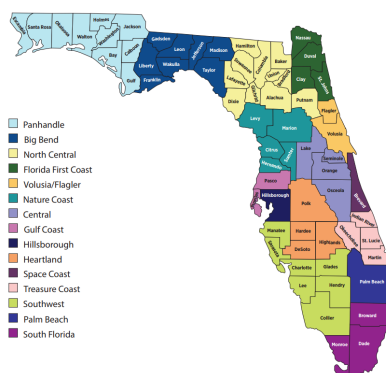 Escambia
Santa Rosa
Okaloosa
Walton
Holmes
Washington
Jackson
Bay
Calhoun
Gulf
Gadsden
Liberty
Franklin
Leon
Wakulla
Jefferson
Madison
Taylor
Hamilton
Suwannee
Lafayette
Dixie
Columbia
Gilchrist
Baker
Union
Bradford
Alachua
Putnam
Nassau
Duval
Clay
St. Johns
Flagler
Volusia
Levy
Marion
Citrus
Sumter
Hernando
Lake
Seminole
Orange
Osceola
Pasco
Hillsborough
Polk
Brevard
Indian River
Okeechobee
St. Lucie
Martin
Manatee
Hardee
Highlands
Sarasota
DeSoto
Charlotte
Glades
Lee
Hendry
Collier
Palm Beach
Broward
Monroe
Dade
Panhandle
Big Bend
North Central
Florida First Coast
Volusia/Flagler
Nature Coast
Central
Gulf Coast
Hillsborough
Heartland
Space Coast
Treasure Coast
Southwest
Palm Beach
South Florida